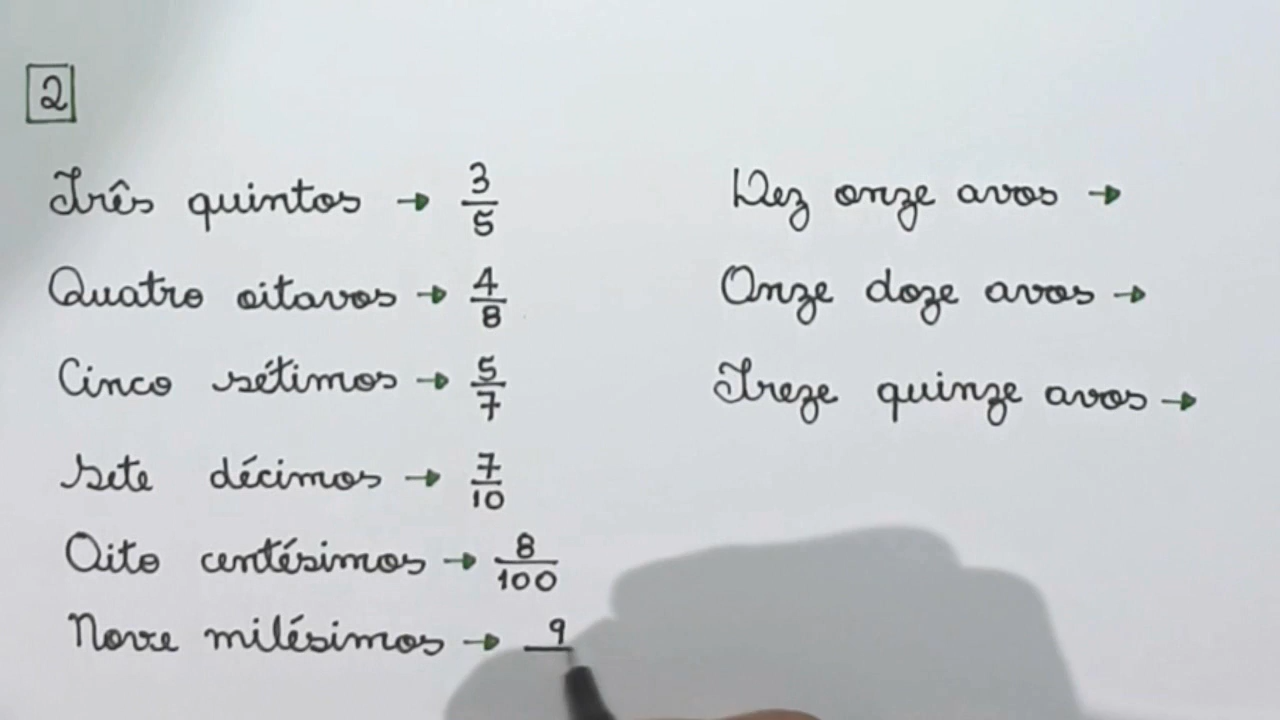 2
Três quintos → 3/5
Quatro oitavos → 4/8
Cinco sétimos → 5/7
Sete décimos → 7/10
Oito centésimos → 8/100
Nove milésimos → 9/
Dez onze avos →
Onze doze avos →
Treze quinze avos →